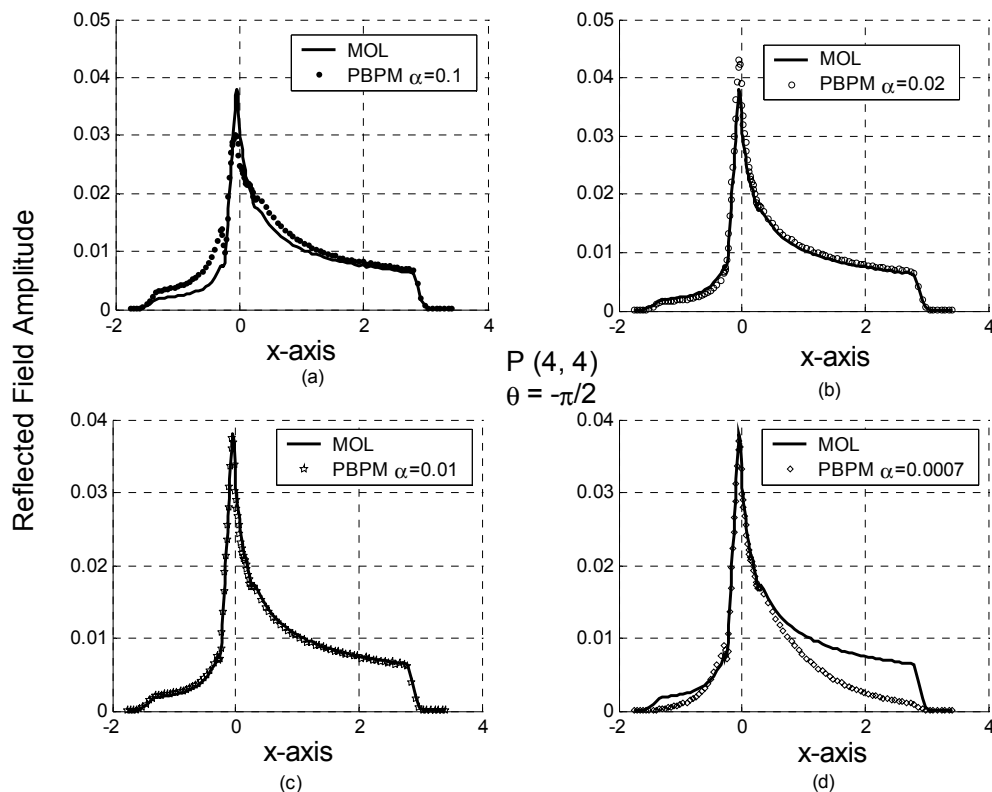 Reflected Field Amplitude
0.05
0.04
0.03
0.02
0.01
0
-2
0
2
4
MOL
PBPM α=0.1
x-axis
(a)
0.05
0.04
0.03
0.02
0.01
0
-2
0
2
4
MOL
PBPM α=0.02
x-axis
(b)
P (4, 4)
θ = -π/2
0.04
0.03
0.02
0.01
0
-2
0
2
4
MOL
PBPM α=0.01
x-axis
(c)
0.04
0.03
0.02
0.01
0
-2
0
2
4
MOL
PBPM α=0.0007
x-axis
(d)